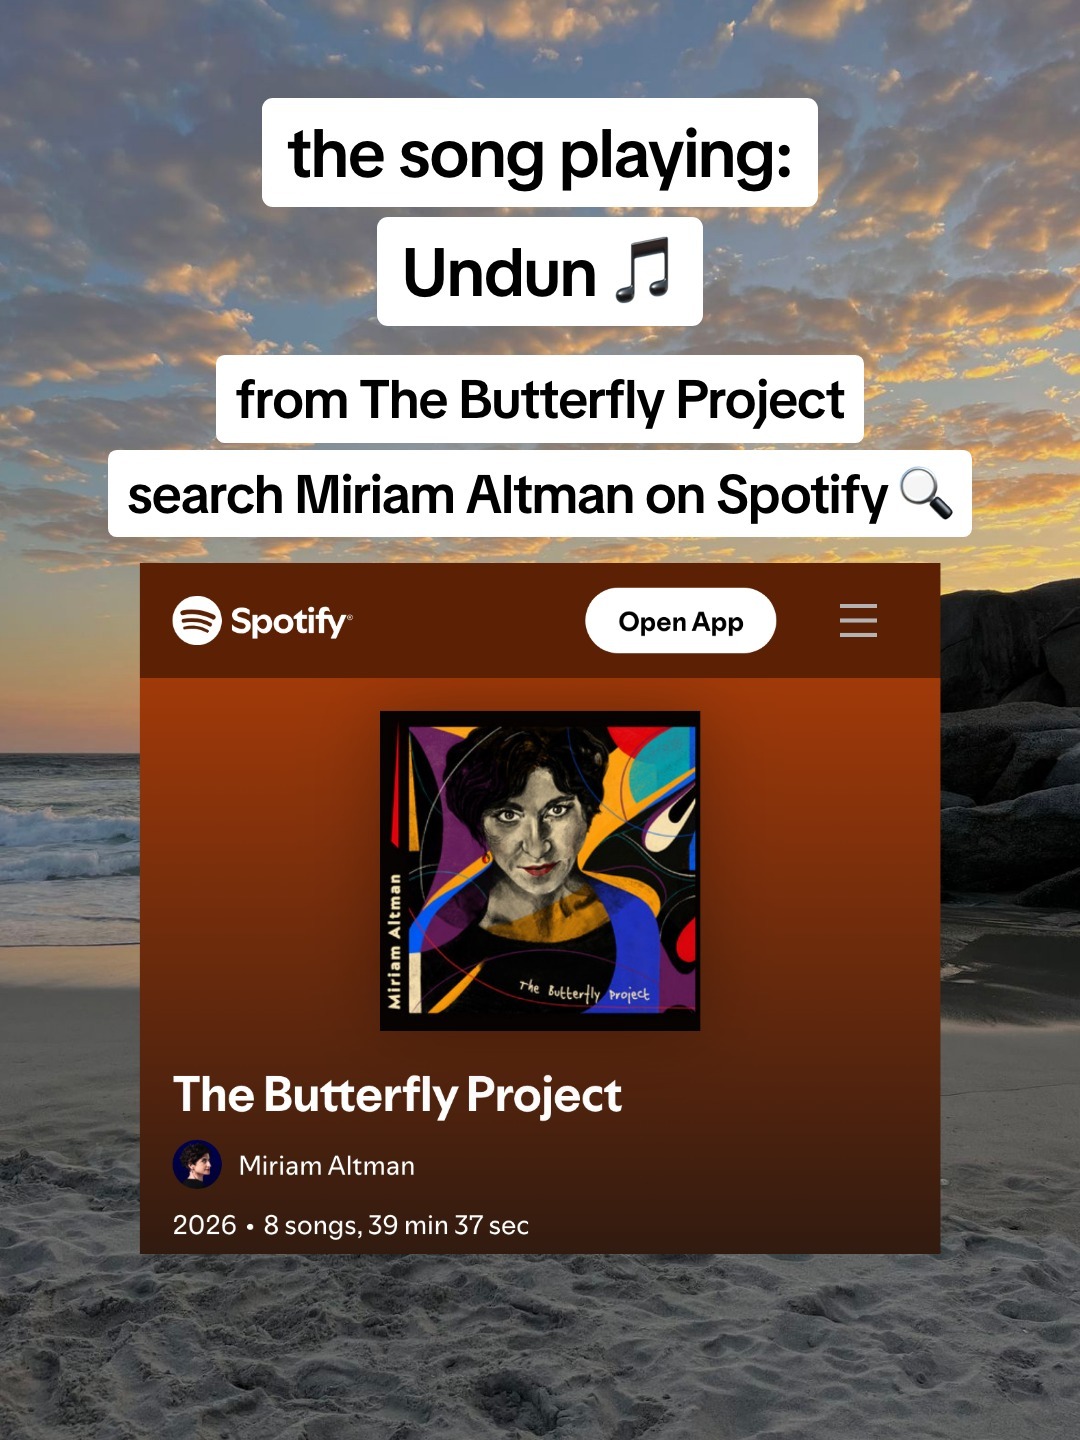 the song playing:
Undun 🎵
from The Butterfly Project
search Miriam Altman on Spotify 🔍
Spotify®
Open App
Miriam Altman
The Butterfly Project
The Butterfly Project
Miriam Altman
2026 • 8 songs, 39 min 37 sec